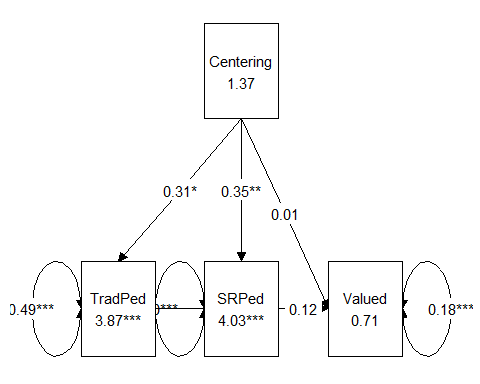 Centering
1.37
0.31*
0.35**
0.01
TradPed
3.87***
SRPed
4.03***
Valued
0.71
0.49***
0.12
0.18***